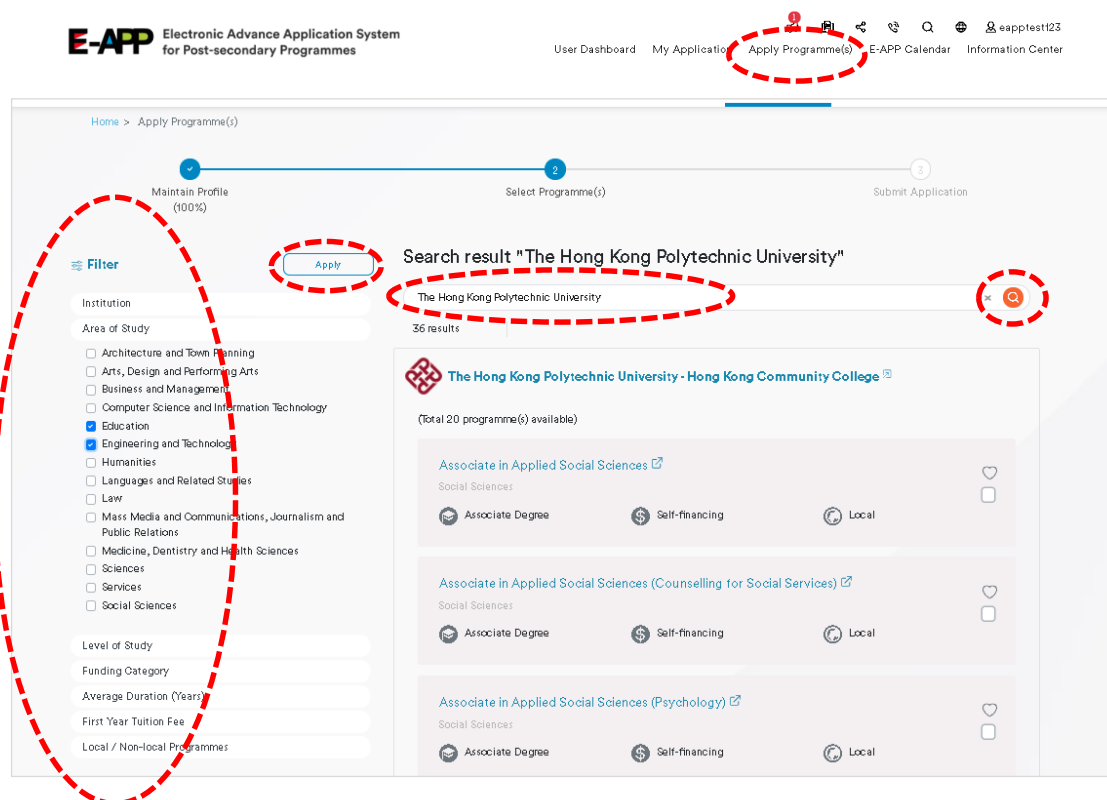 E-APP Electronic Advance Application System
for Post-secondary Programmes
1
eapptest123
User Dashboard My Application Apply Programme(s) E-APP Calendar Information Center
Home > Apply Programme(s)
2
3
Maintain Profile
(100%)
Select Programme(s)
Submit Application
Filter
Apply
Institution
Area of Study
Architecture and Town Planning
Arts, Design and Performing Arts
Business and Management
Computer Science and Information Technology
Education
Engineering and Technology
Humanities
Languages and Related Studies
Law
Mass Media and Communications, Journalism and
Public Relations
Medicine, Dentistry and Health Sciences
Sciences
Services
Social Sciences
Level of Study
Funding Category
Average Duration (Years)
First Year Tuition Fee
Local / Non-local Programmes
Search result "The Hong Kong Polytechnic University"
The Hong Kong Polytechnic University
×
36 results
The Hong Kong Polytechnic University - Hong Kong Community College
(Total 20 programme(s) available)
Associate in Applied Social Sciences
Social Sciences
Associate Degree Self-financing Local
Associate in Applied Social Sciences (Counselling for Social Services)
Social Sciences
Associate Degree Self-financing Local
Associate in Applied Social Sciences (Psychology)
Social Sciences
Associate Degree Self-financing Local